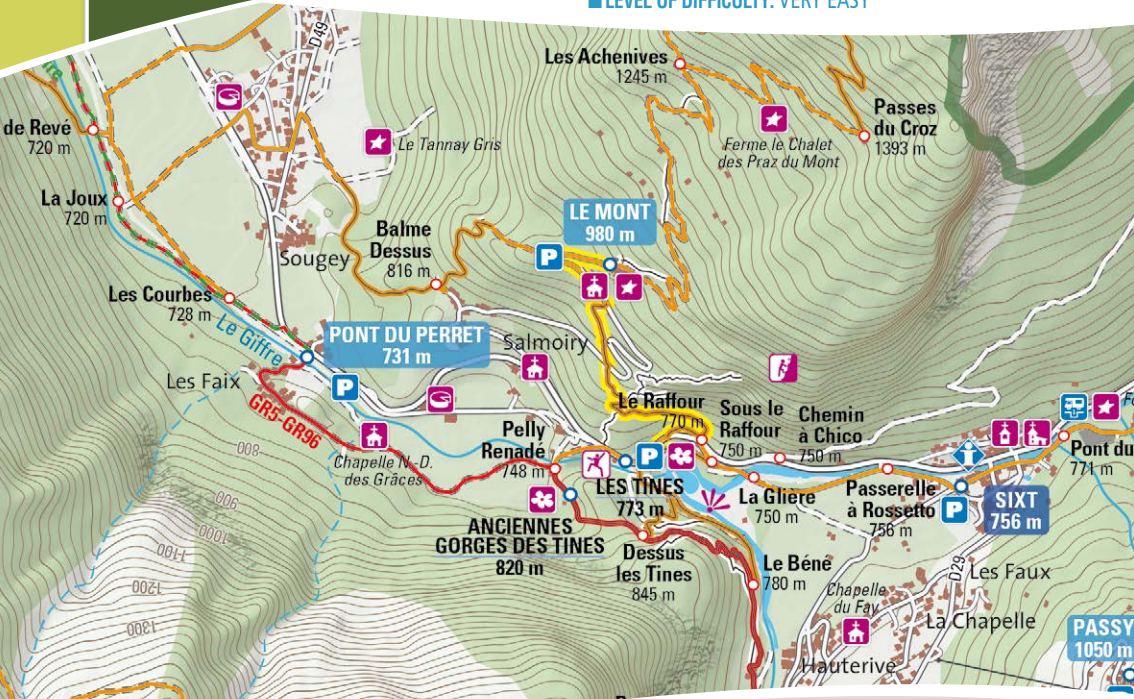 ■ LEVEL OF DIFFICULTY: VERY EASY
D49
Les Achenives
1245 m
Passes
du Croz
1393 m
Ferme le Chalet
des Praz du Mont
de Revé
720 m
Le Tannay Gris
La Joux
720 m
LE MONT
980 m
Balme
Dessus
816 m
Sougey
Les Courbes
728 m
Le Giffre
PONT DU PERRET
731 m
Salmoiry
P
P
Les Faix
GR5-GR96
Le Raffour
770 m
Sous le
Raffour
750 m
Chemin
à Chico
750 m
Chapelle N.-D.
des Grâces
Pelly
Renadé
748 m
P
LES TINES
773 m
La Glière
750 m
Passerelle
à Rossetto
758 m
P
SIXT
756 m
Pont du
771 m
ANCIENNES
GORGES DES TINES
820 m
Dessus
les Tines
845 m
Le Béné
780 m
Chapelle
du Fay
D29
Les Faux
La Chapelle
Hauterive
PASSY
1050 m
800
900
1000
1100
1200
1300